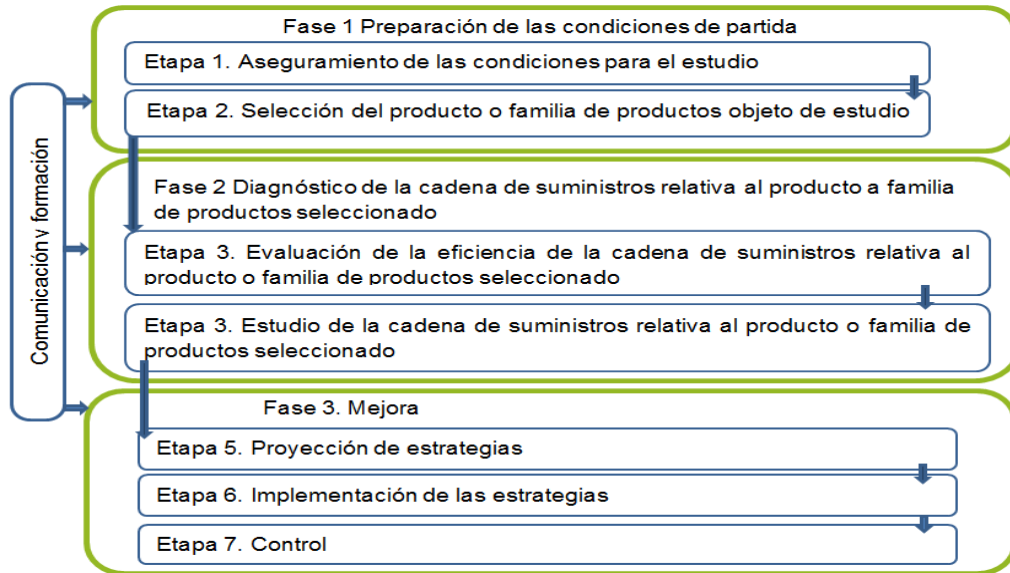 Fase 1 Preparación de las condiciones de partida
Etapa 1. Aseguramiento de las condiciones para el estudio
Etapa 2. Selección del producto o familia de productos objeto de estudio
Comunicación y formación
Fase 2 Diagnóstico de la cadena de suministros relativa al producto a familia
de productos seleccionado
Etapa 3. Evaluación de la eficiencia de la cadena de suministros relativa al
producto o familia de productos seleccionado
Etapa 3. Estudio de la cadena de suministros relativa al producto o familia de
productos seleccionado
Fase 3. Mejora
Etapa 5. Proyección de estrategias
Etapa 6. Implementación de las estrategias
Etapa 7. Control